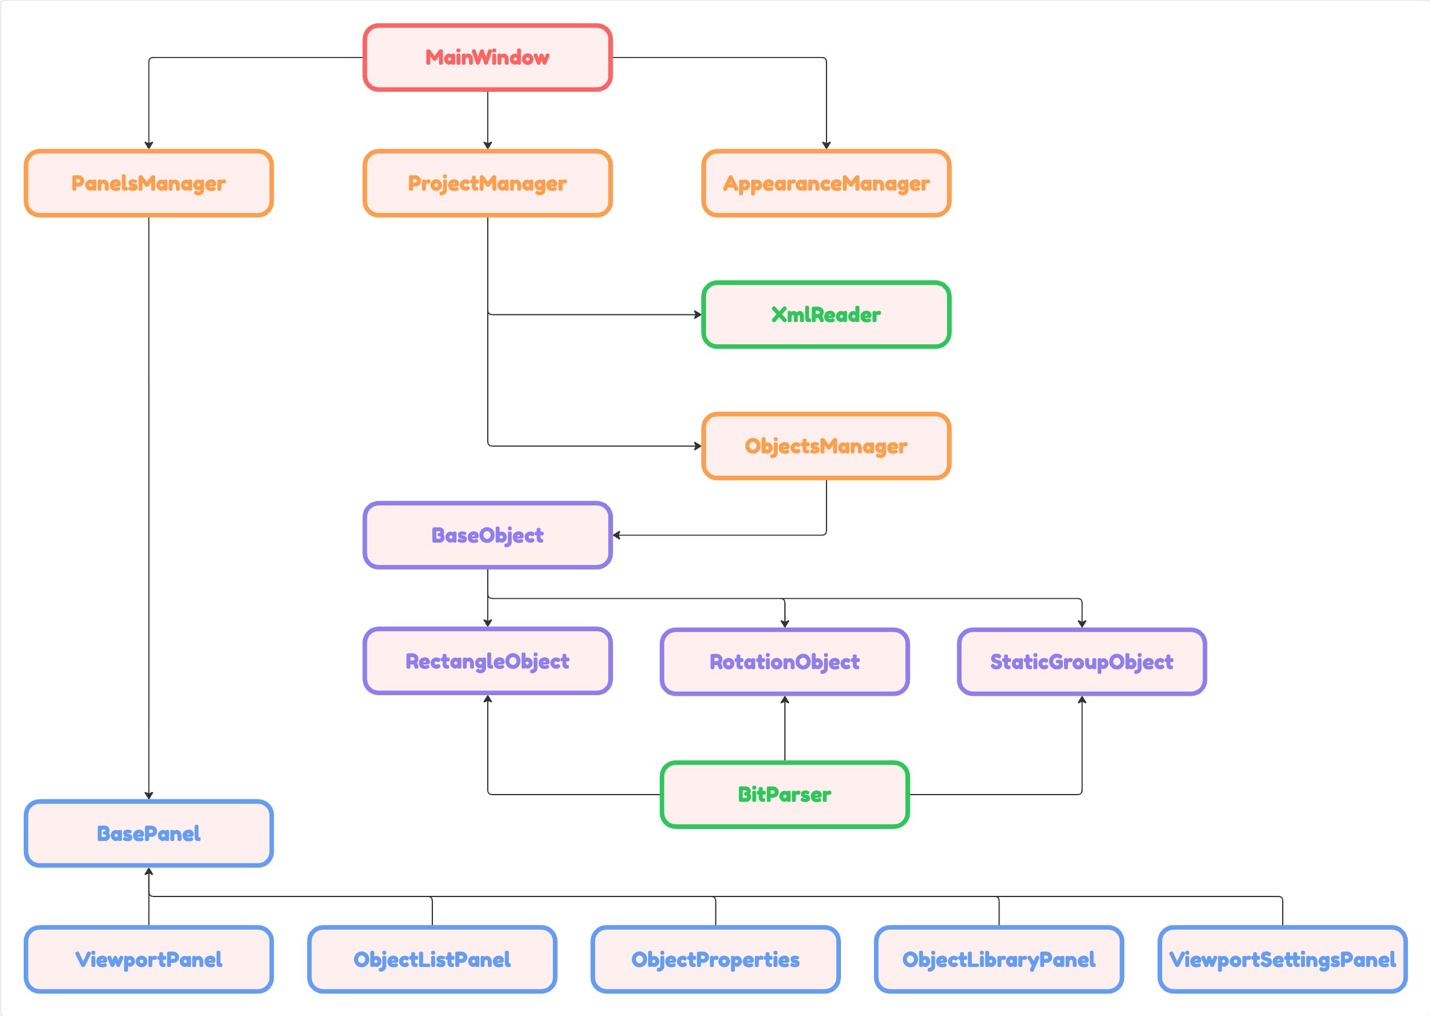 MainWindow
PanelsManager
ProjectManager
AppearanceManager
XmlReader
ObjectsManager
BaseObject
RectangleObject
RotationObject
StaticGroupObject
BitParser
BasePanel
ViewportPanel
ObjectListPanel
ObjectProperties
ObjectLibraryPanel
ViewportSettingsPanel